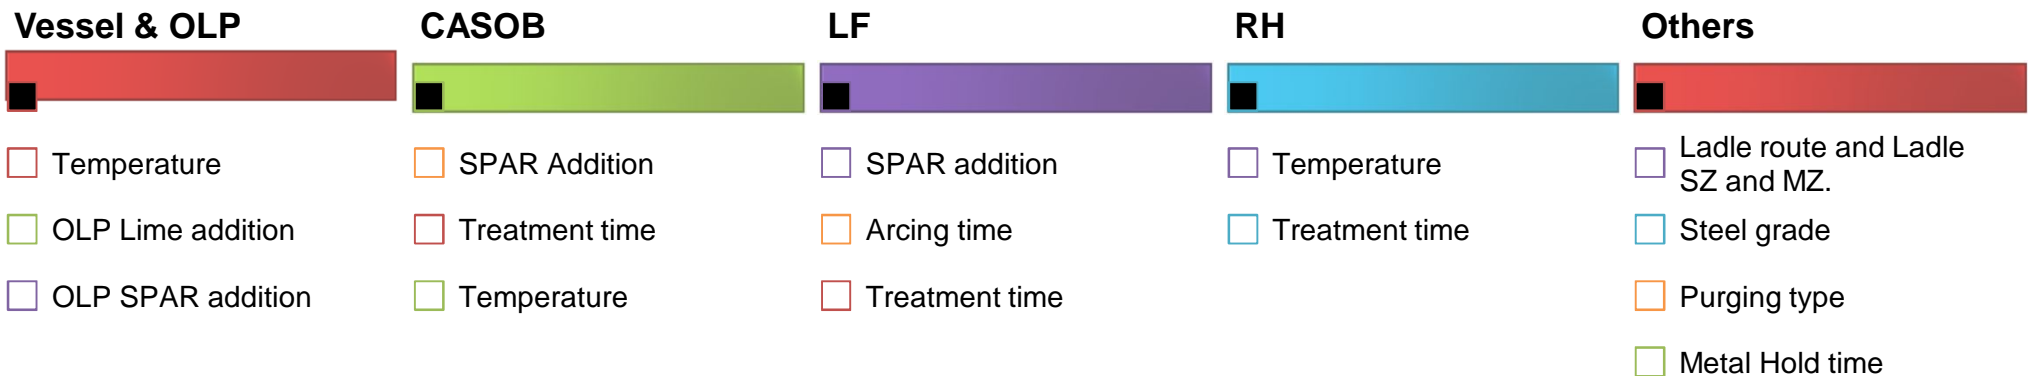 Vessel & OLP
Temperature
OLP Lime addition
OLP SPAR addition
CASOB
SPAR Addition
Treatment time
Temperature
LF
SPAR addition
Arcing time
Treatment time
RH
Temperature
Treatment time
Others
Ladle route and Ladle
SZ and MZ.
Steel grade
Purging type
Metal Hold time